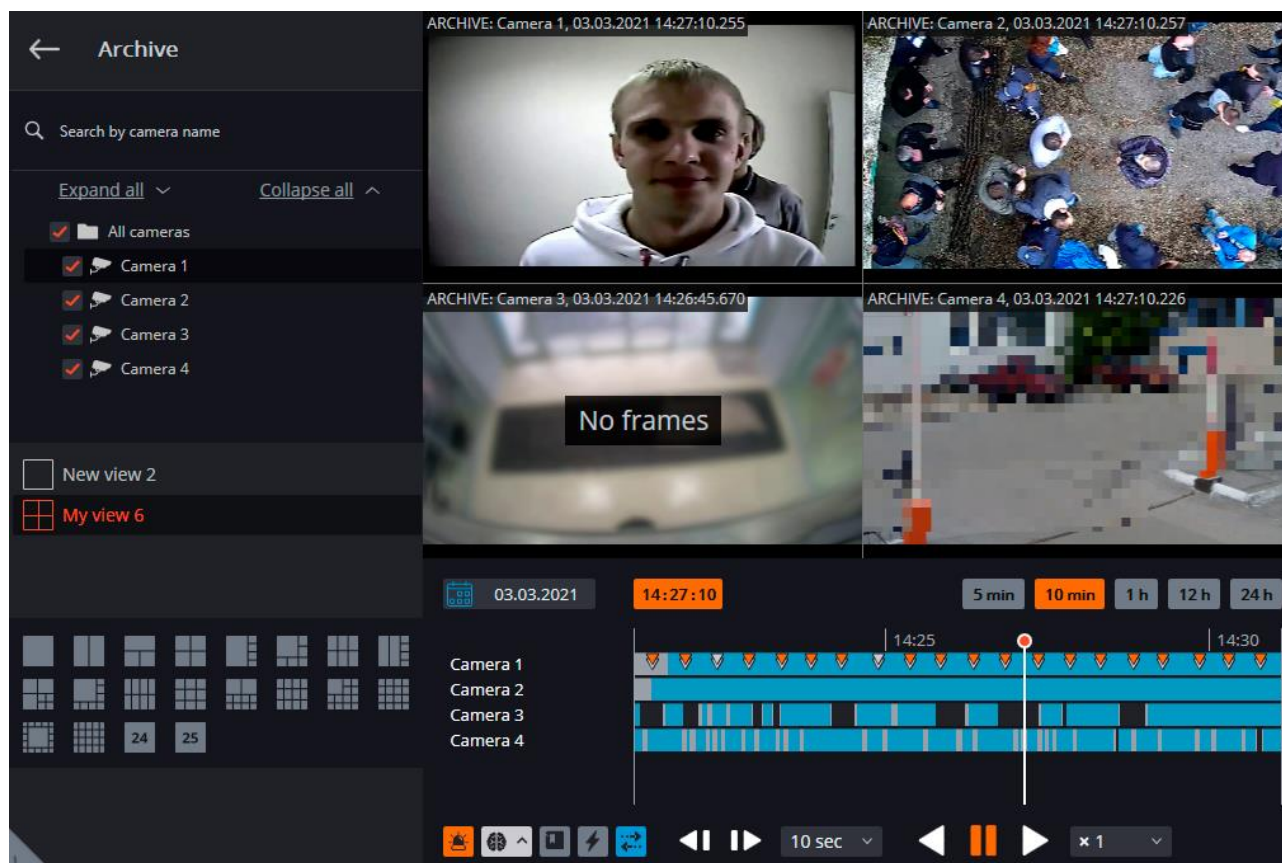 Archive
Search by camera name
Expand all
Collapse all
All cameras
Camera 1
Camera 2
Camera 3
Camera 4
New view 2
My view 6
24 25
ARCHIVE: Camera 1, 03.03.2021 14:27:10.255
ARCHIVE: Camera 2, 03.03.2021 14:27:10.257
ARCHIVE: Camera 3, 03.03.2021 14:26:45.670
No frames
ARCHIVE: Camera 4, 03.03.2021 14:27:10.226
03.03.2021 14:27:10 5 min 10 min 1 h 12 h 24 h
14:25 14:30
Camera 1
Camera 2
Camera 3
Camera 4
10 sec × 1